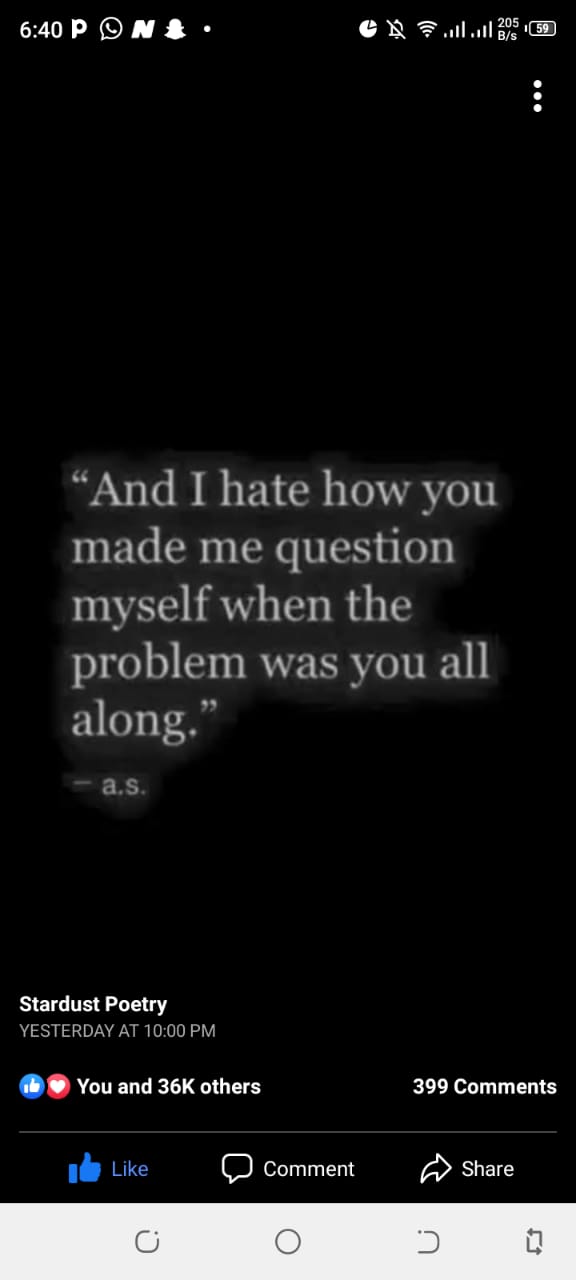 6:40 205 B/s 59
“And I hate how you
made me question
myself when the
problem was you all
along.”
— a.s.
Stardust Poetry
YESTERDAY AT 10:00 PM
You and 36K others 399 Comments
Like Comment Share